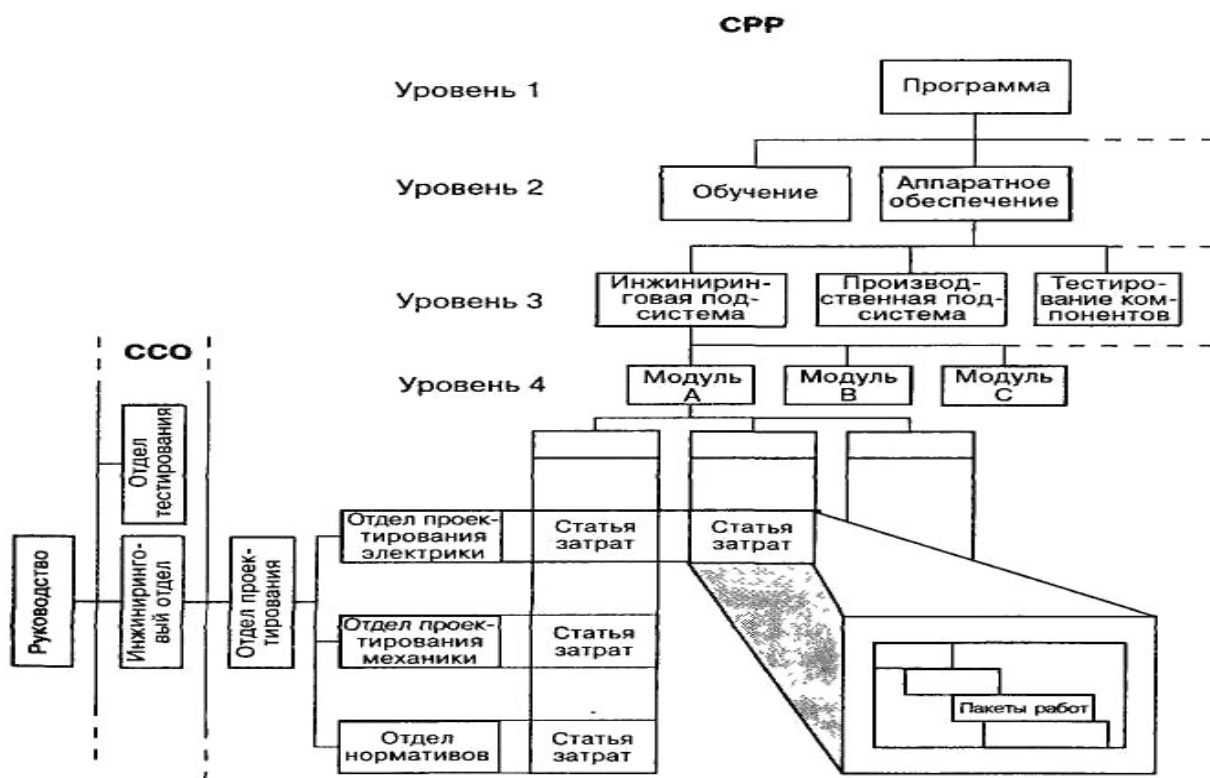 СРР
Уровень 1
Программа
Уровень 2
Обучение
Аппаратное
обеспечение
Уровень 3
Инжинирин-
говая под-
система
Производ-
ственная под-
система
Тестиро-
вание ком-
понентов
ССО
Уровень 4
Модуль
А
Модуль
В
Модуль
С
Отдел
тестирования
Руководство
Инжиниринго-
вый отдел
Отдел проек-
тирования
Отдел проек-
тирования
электрики
Статья
затрат
Статья
затрат
Отдел проек-
тирования
механики
Статья
затрат
Пакеты работ
Отдел
нормативов
Статья
затрат